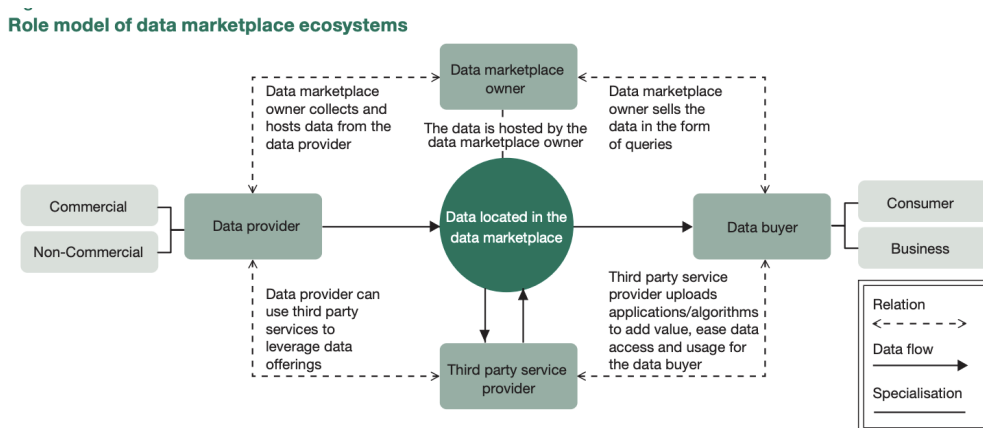 Role model of data marketplace ecosystems
Data marketplace
owner
Data marketplace
owner collects and
hosts data from the
data provider
Data marketplace
owner sells the
data in the form
of queries
The data is hosted by the
data marketplace owner
Commercial
Non-Commercial
Data provider
Data located in the
data marketplace
Data buyer
Consumer
Business
Data provider can
use third party
services to
leverage data
offerings
Third party service
provider uploads
applications/algorithms
to add value, ease data
access and usage for
the data buyer
Third party service
provider
Relation
Data flow
Specialisation